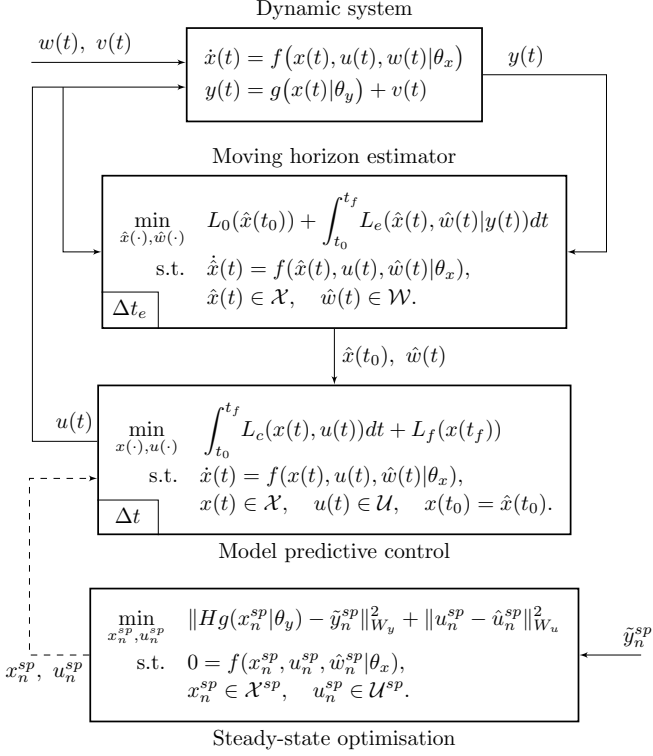 Dynamic system
w(t), v(t)
ẋ(t) = f(x(t), u(t), w(t)|θ_x)
y(t) = g(x(t)|θ_y) + v(t)
y(t)
Moving horizon estimator
min_{x̂(·),ŵ(·)} L_0(x̂(t_0)) + ∫_{t_0}^{t_f} L_e(x̂(t), ŵ(t)|y(t))dt
s.t. x̂̇(t) = f(x̂(t), u(t), ŵ(t)|θ_x),
x̂(t) ∈ 𝒳, ŵ(t) ∈ 𝒲.
Δt_e
x̂(t_0), ŵ(t)
u(t)
min_{x(·),u(·)} ∫_{t_0}^{t_f} L_c(x(t), u(t))dt + L_f(x(t_f))
s.t. ẋ(t) = f(x(t), u(t), ŵ(t)|θ_x),
x(t) ∈ 𝒳, u(t) ∈ 𝒰, x(t_0) = x̂(t_0).
Δt
Model predictive control
min_{x_n^{sp},u_n^{sp}} ‖Hg(x_n^{sp}|θ_y) − ỹ_n^{sp}‖²_{W_y} + ‖u_n^{sp} − û_n^{sp}‖²_{W_u}
s.t. 0 = f(x_n^{sp}, u_n^{sp}, ŵ_n^{sp}|θ_x),
x_n^{sp} ∈ 𝒳^{sp}, u_n^{sp} ∈ 𝒰^{sp}.
ỹ_n^{sp}
x_n^{sp}, u_n^{sp}
Steady-state optimisation